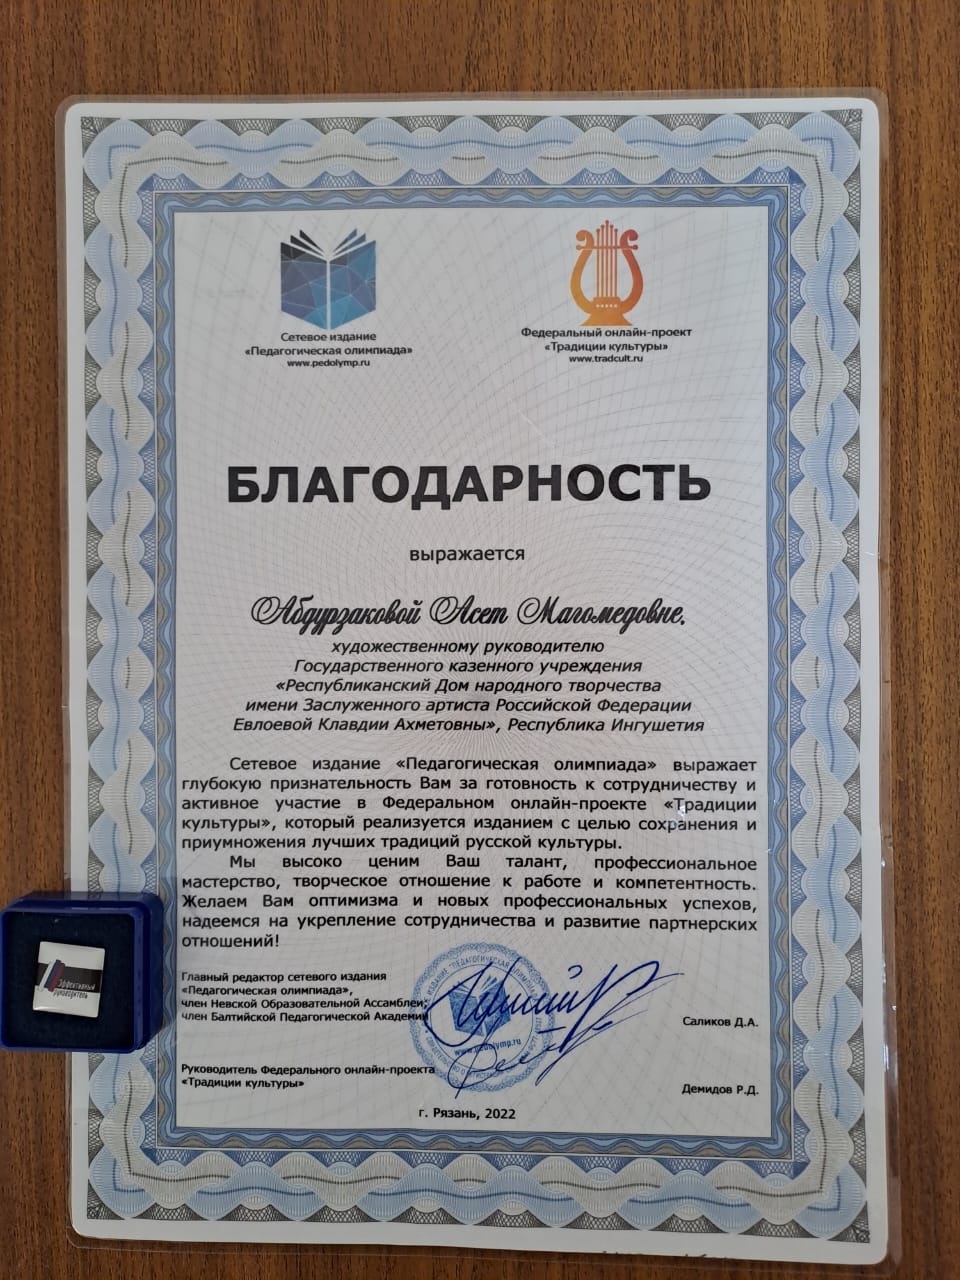 Сетевое издание
«Педагогическая олимпиада»
www.pedolymp.ru
Федеральный онлайн-проект
«Традиции культуры»
www.tradcult.ru
БЛАГОДАРНОСТЬ
выражается
Абдурзаковой Асет Магомедовне,
художественному руководителю
Государственного казенного учреждения
«Республиканский Дом народного творчества
имени Заслуженного артиста Российской Федерации
Евлоевой Клавдии Ахметовны», Республика Ингушетия
Сетевое издание «Педагогическая олимпиада» выражает
глубокую признательность Вам за готовность к сотрудничеству и
активное участие в Федеральном онлайн-проекте «Традиции
культуры», который реализуется изданием с целью сохранения и
приумножения лучших традиций русской культуры.
Мы высоко ценим Ваш талант, профессиональное
мастерство, творческое отношение к работе и компетентность.
Желаем Вам оптимизма и новых профессиональных успехов,
надеемся на укрепление сотрудничества и развитие партнерских
отношений!
Эффективный
руководитель
Главный редактор сетевого издания
«Педагогическая олимпиада»,
член Невской Образовательной Ассамблеи,
член Балтийской Педагогической Академии
Саликов Д.А.
www.pedolymp.ru
Руководитель Федерального онлайн-проекта
«Традиции культуры»
Демидов Р.Д.
г. Рязань, 2022